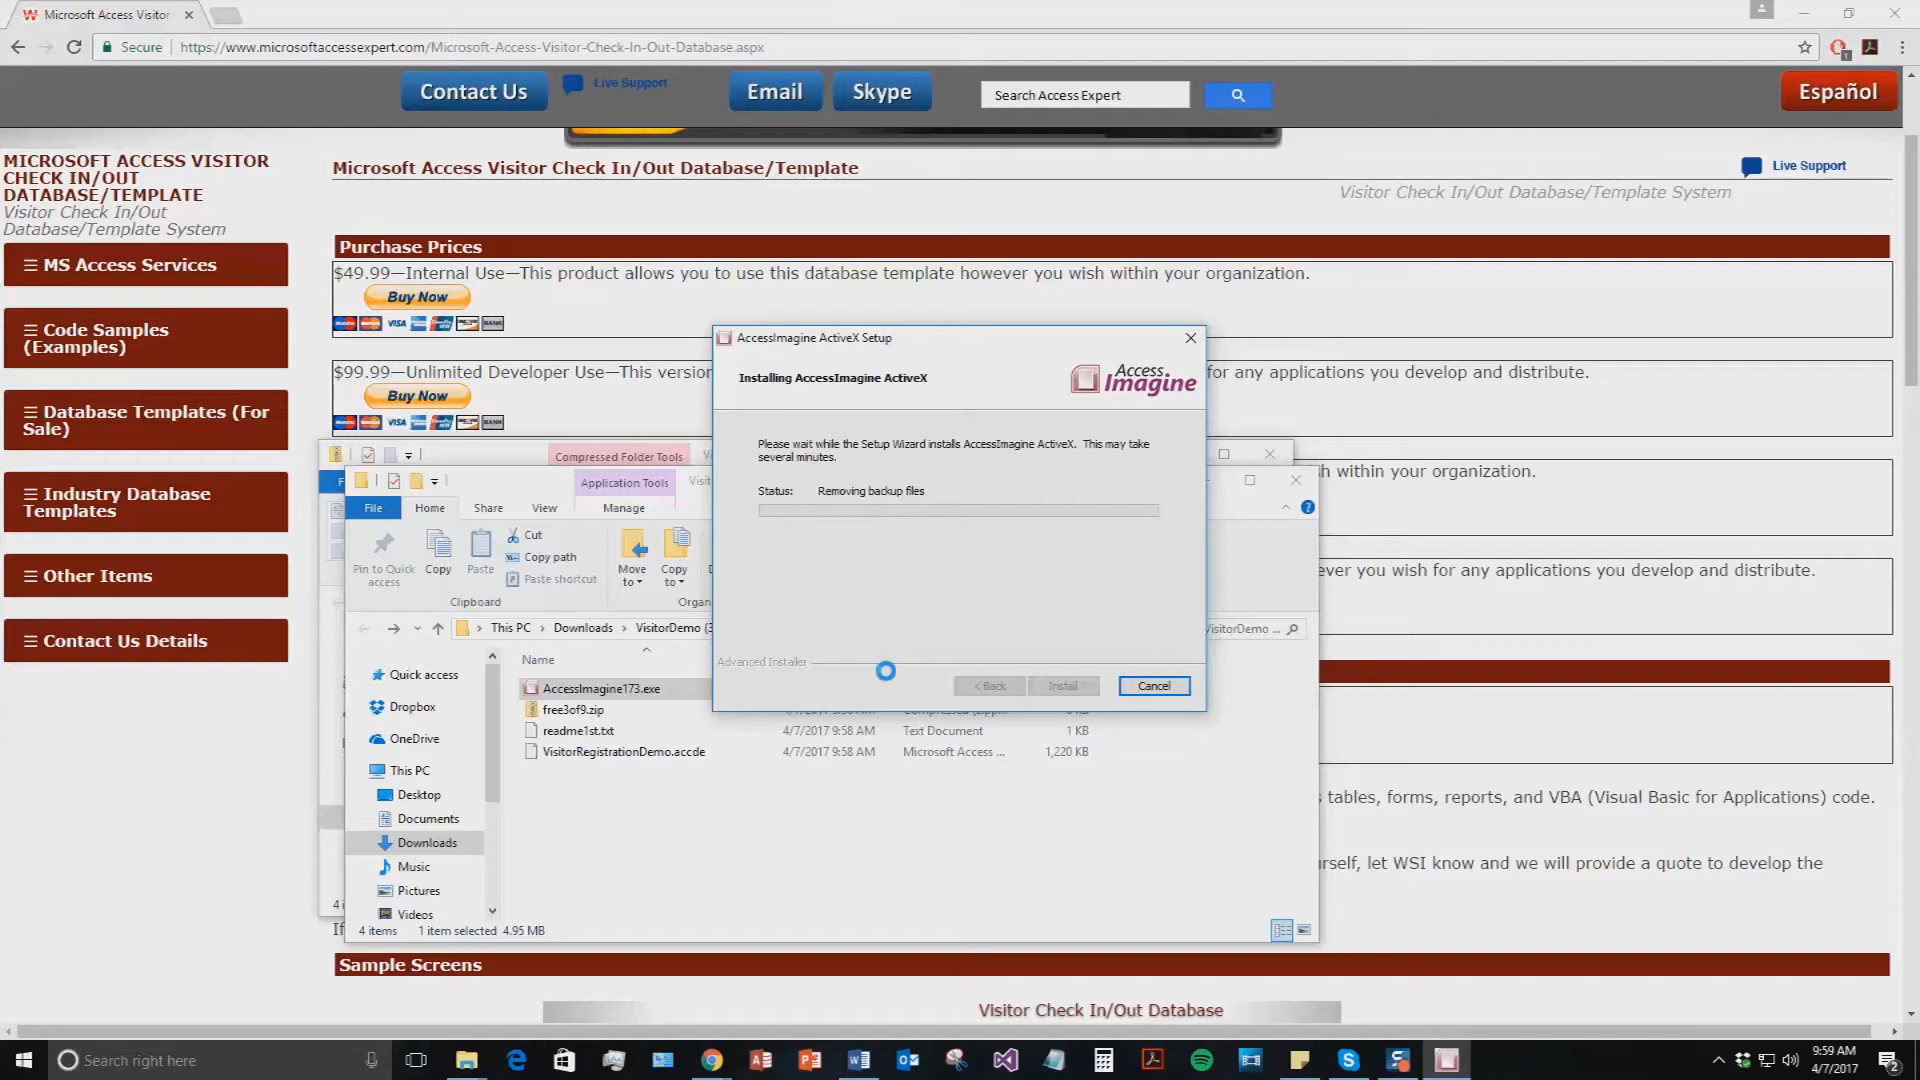 Microsoft Access Visitor
Secure
https://www.microsoftaccessexpert.com/Microsoft-Access-Visitor-Check-In-Out-Database.aspx
Contact Us
Live Support
Email
Skype
Search Access Expert
Español
MICROSOFT ACCESS VISITOR
CHECK IN/OUT
DATABASE/TEMPLATE
Visitor Check In/Out
Database/Template System
☰ MS Access Services
☰ Code Samples
(Examples)
☰ Database Templates (For
Sale)
☰ Industry Database
Templates
☰ Other Items
☰ Contact Us Details
Microsoft Access Visitor Check In/Out Database/Template
Live Support
Visitor Check In/Out Database/Template System
Purchase Prices
$49.99—Internal Use—This product allows you to use this database template however you wish within your organization.
Buy Now
VISA
BANK
$99.99—Unlimited Developer Use—This version
for any applications you develop and distribute.
Buy Now
VISA
BANK
within your organization.
ever you wish for any applications you develop and distribute.
tables, forms, reports, and VBA (Visual Basic for Applications) code.
let WSI know and we will provide a quote to develop the
If
AccessImagine ActiveX Setup
Installing AccessImagine ActiveX
Access
Imagine
Please wait while the Setup Wizard installs AccessImagine ActiveX. This may take
several minutes.
Status: Removing backup files
Advanced Installer
< Back
Install
Cancel
Compressed Folder Tools
Application Tools
File
Home
Share
View
Manage
Pin to Quick
access
Copy
Paste
Cut
Copy path
Paste shortcut
Clipboard
Move
to
Copy
to
Organ
This PC > Downloads > VisitorDemo (3
VisitorDemo ...
Quick access
Dropbox
OneDrive
This PC
Desktop
Documents
Downloads
Music
Pictures
Videos
Name
AccessImagine173.exe
free3of9.zip
readme1st.txt 4/7/2017 9:58 AM Text Document 1 KB
VisitorRegistrationDemo.accde 4/7/2017 9:58 AM Microsoft Access ... 1,220 KB
4 items 1 item selected 4.95 MB
Sample Screens
Visitor Check In/Out Database
Search right here
9:59 AM
4/7/2017
2